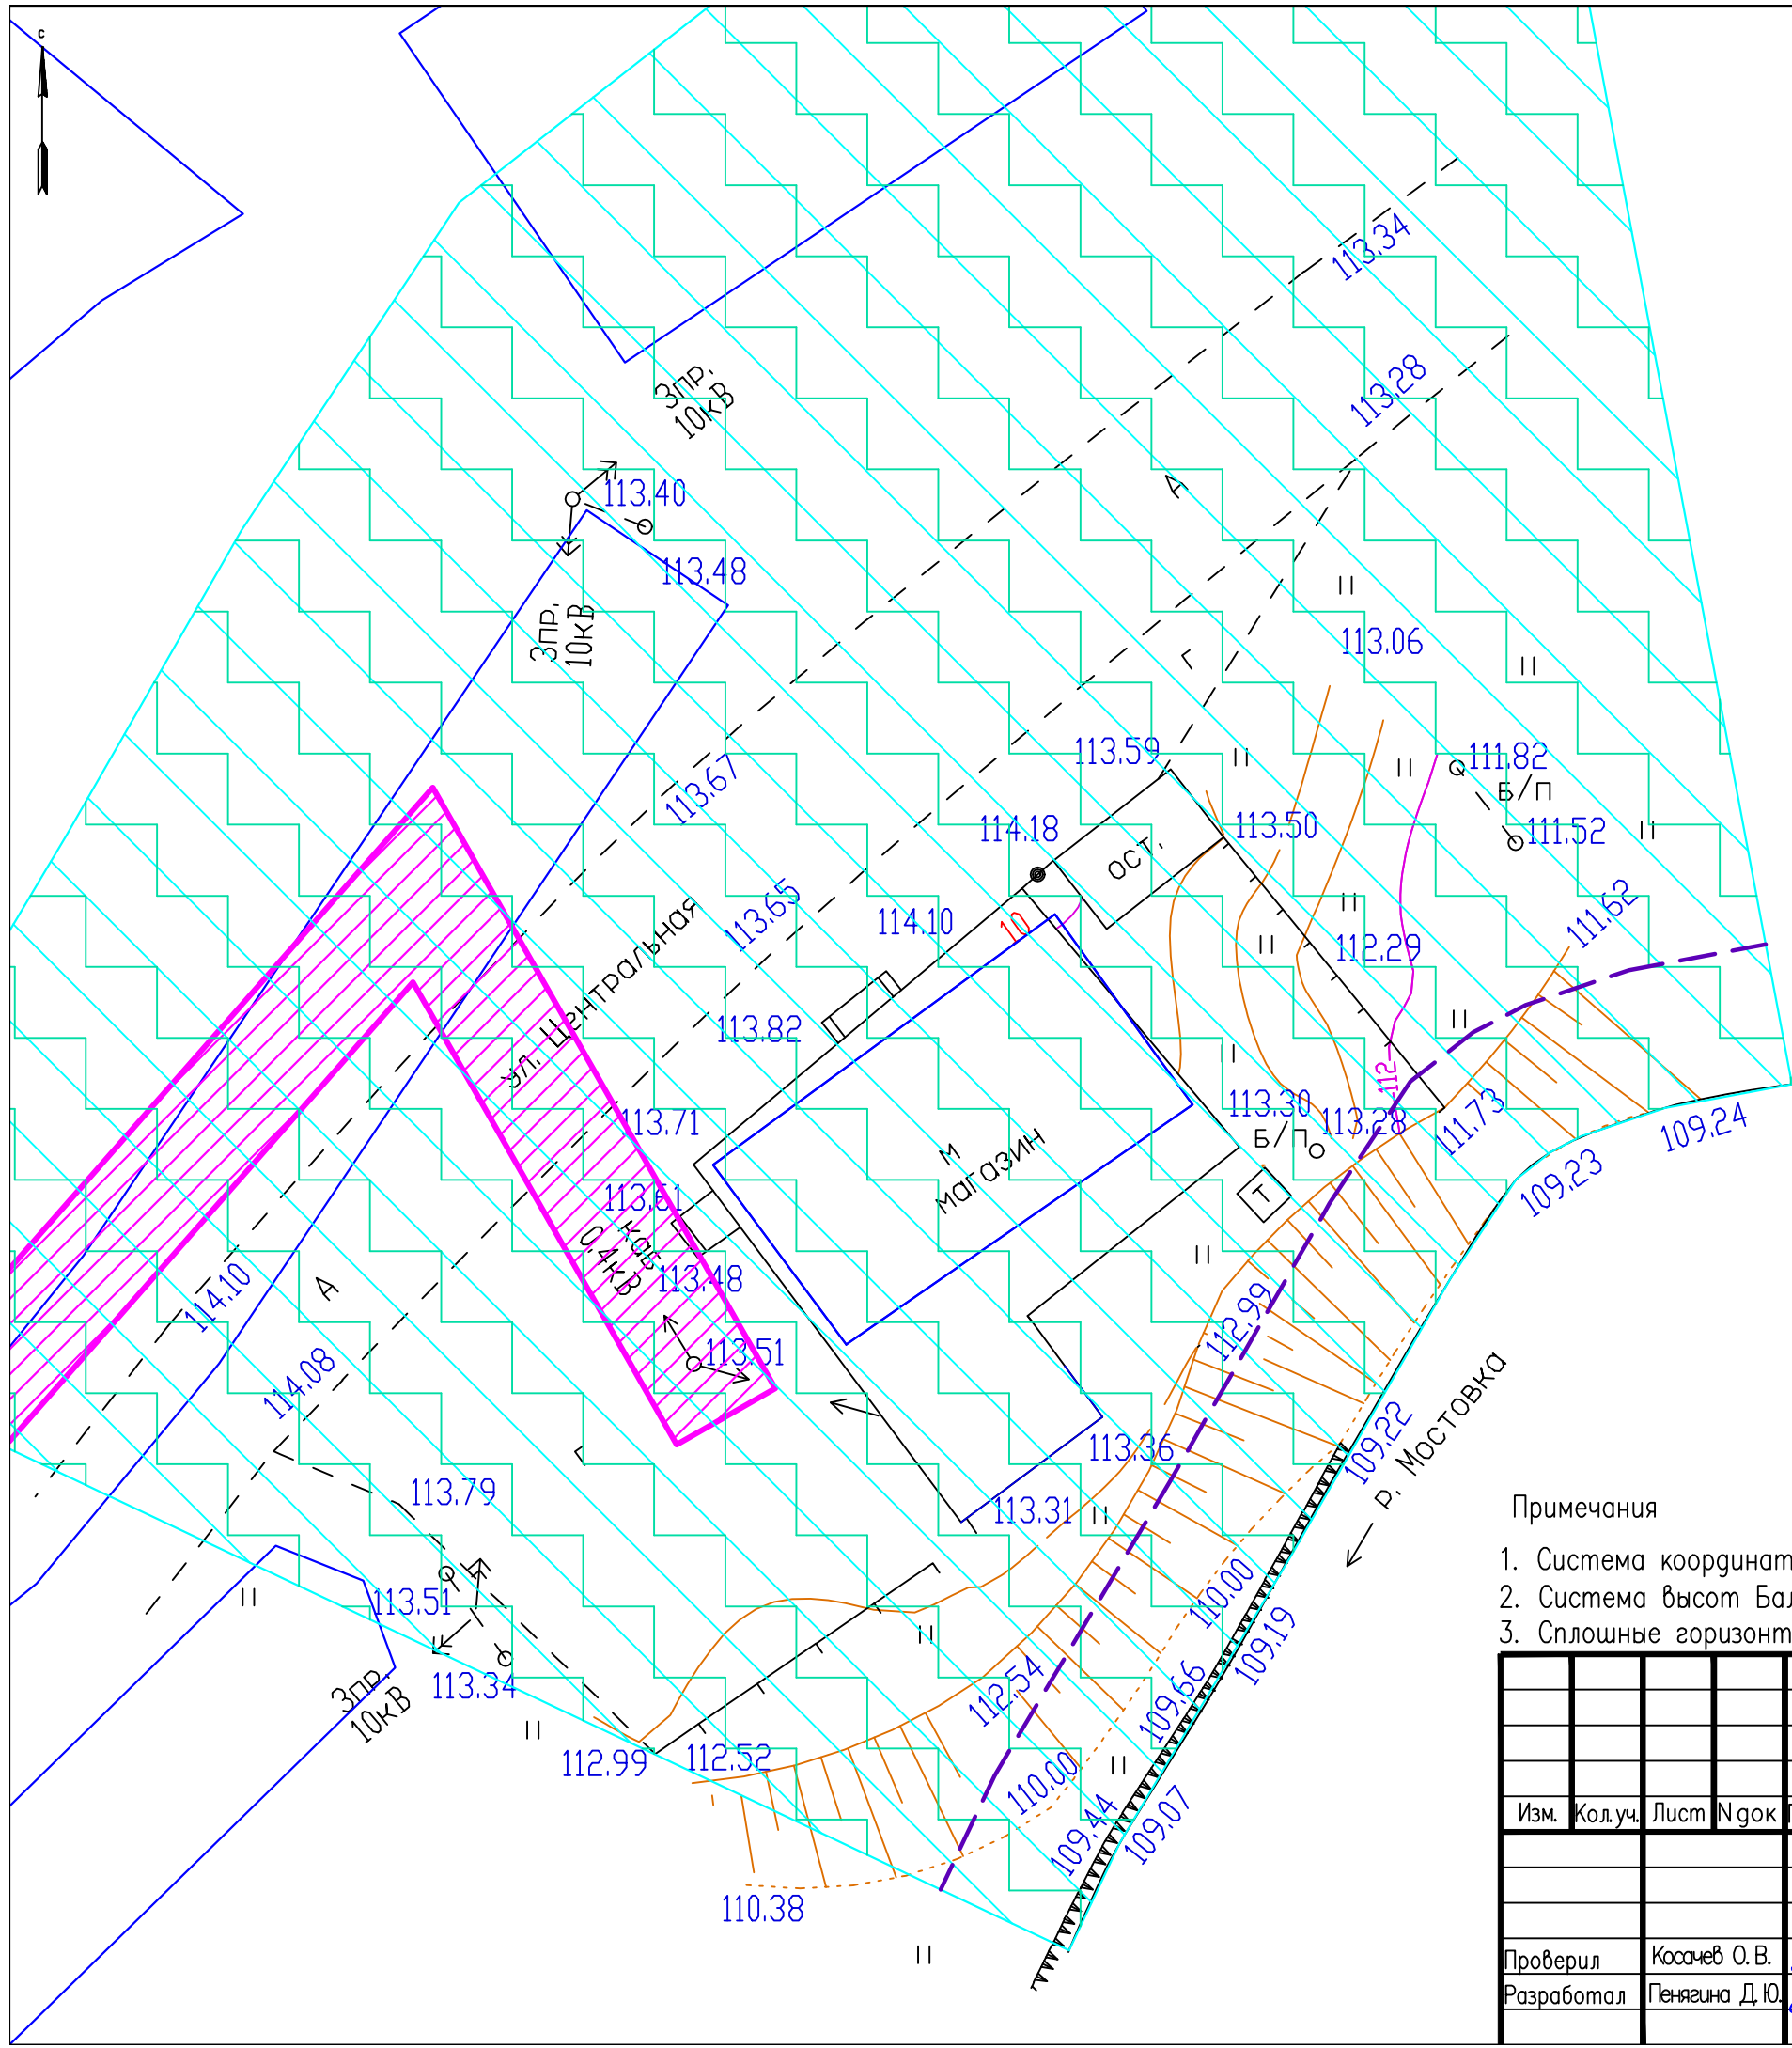 с
113.34
113.28
3пр.
10кВ
113.40
113.48
3пр.
10кВ
А
113.06
Г
113.59
111.82
Б/П
111.52
113.67
114.18
ост.
113.50
111.62
ул. Центральная
113.65
114.10
10
112.29
113.82
112
113.71
113.30
Б/П
113.28
111.73
109.24
109.23
М
магазин
Т
113.61
каб
0,4кВ
113.48
113.51
114.10
А
114.08
112.99
109.22
р. Мостовка
113.36
Г
113.79
113.31
113.51
110.00
109.19
113.34
3пр.
10кВ
112.54
109.66
112.99
112.52
110.00
109.44
109.07
110.38
Примечания
1. Система координат
2. Система высот Бал
3. Сплошные горизонт
Изм. Кол.уч. Лист N док
Проверил Косачев О.В.
Разработал Пенягина Д.Ю.